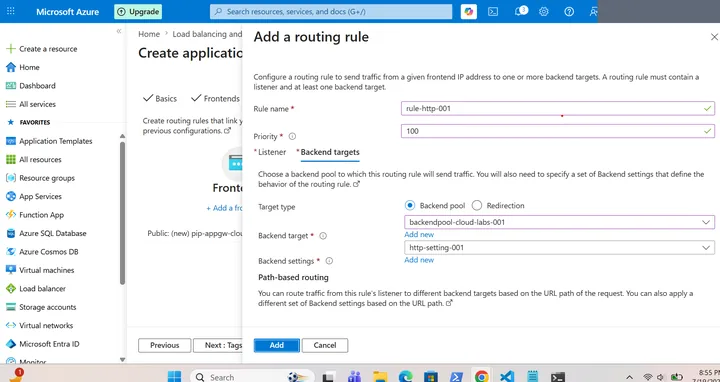 Microsoft Azure
Upgrade
Search resources, services, and docs (G+/)
3
Create a resource
Home
Dashboard
All services
FAVORITES
Application Templates
All resources
Resource groups
App Services
Function App
Azure SQL Database
Azure Cosmos DB
Virtual machines
Load balancer
Storage accounts
Virtual networks
Microsoft Entra ID
Monitor
Home > Load balancing and
Create application
Basics
Frontends
Create routing rules that link y
previous configurations.
Fronte
+ Add a fro
Public: (new) pip-appgw-cloud
Previous
Next : Tags
Add a routing rule
Configure a routing rule to send traffic from a given frontend IP address to one or more backend targets. A routing rule must contain a
listener and at least one backend target.
Rule name *
rule-http-001
Priority *
100
* Listener
* Backend targets
Choose a backend pool to which this routing rule will send traffic. You will also need to specify a set of Backend settings that define the
behavior of the routing rule.
Target type
Backend pool
Redirection
Backend target *
backendpool-cloud-labs-001
Add new
Backend settings *
http-setting-001
Add new
Path-based routing
You can route traffic from this rule's listener to different backend targets based on the URL path of the request. You can also apply a
different set of Backend settings based on the URL path.
Add
Cancel
1
Search
8:55 PM